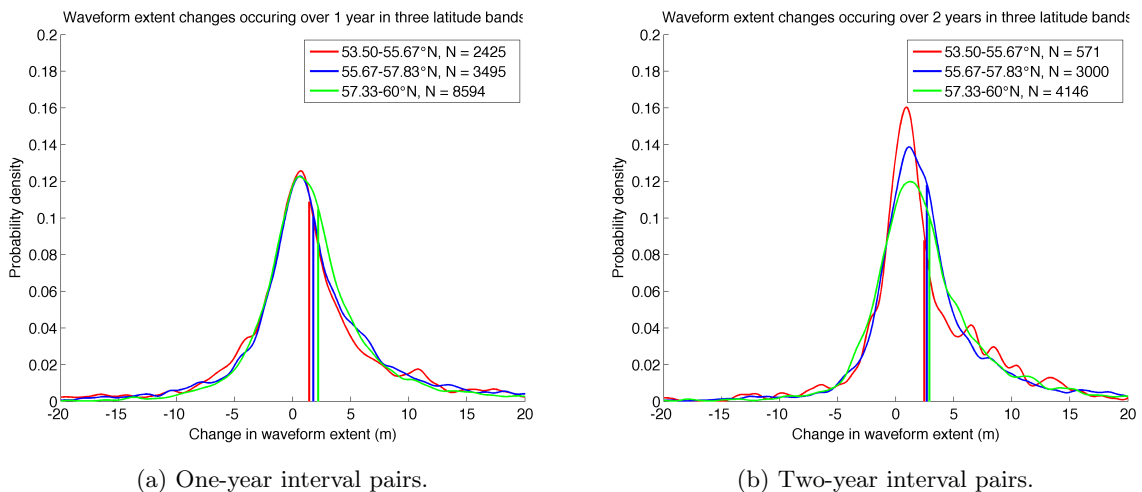 Waveform extent changes occuring over 1 year in three latitude bands
0.2
0.18
0.16
0.14
0.12
0.1
0.08
0.06
0.04
0.02
0
Probability density
53.50-55.67°N, N = 2425
55.67-57.83°N, N = 3495
57.33-60°N, N = 8594
-20 -15 -10 -5 0 5 10 15 20
Change in waveform extent (m)
(a) One-year interval pairs.
Waveform extent changes occuring over 2 years in three latitude bands
0.2
0.18
0.16
0.14
0.12
0.1
0.08
0.06
0.04
0.02
0
Probability density
53.50-55.67°N, N = 571
55.67-57.83°N, N = 3000
57.33-60°N, N = 4146
-20 -15 -10 -5 0 5 10 15 20
Change in waveform extent (m)
(b) Two-year interval pairs.